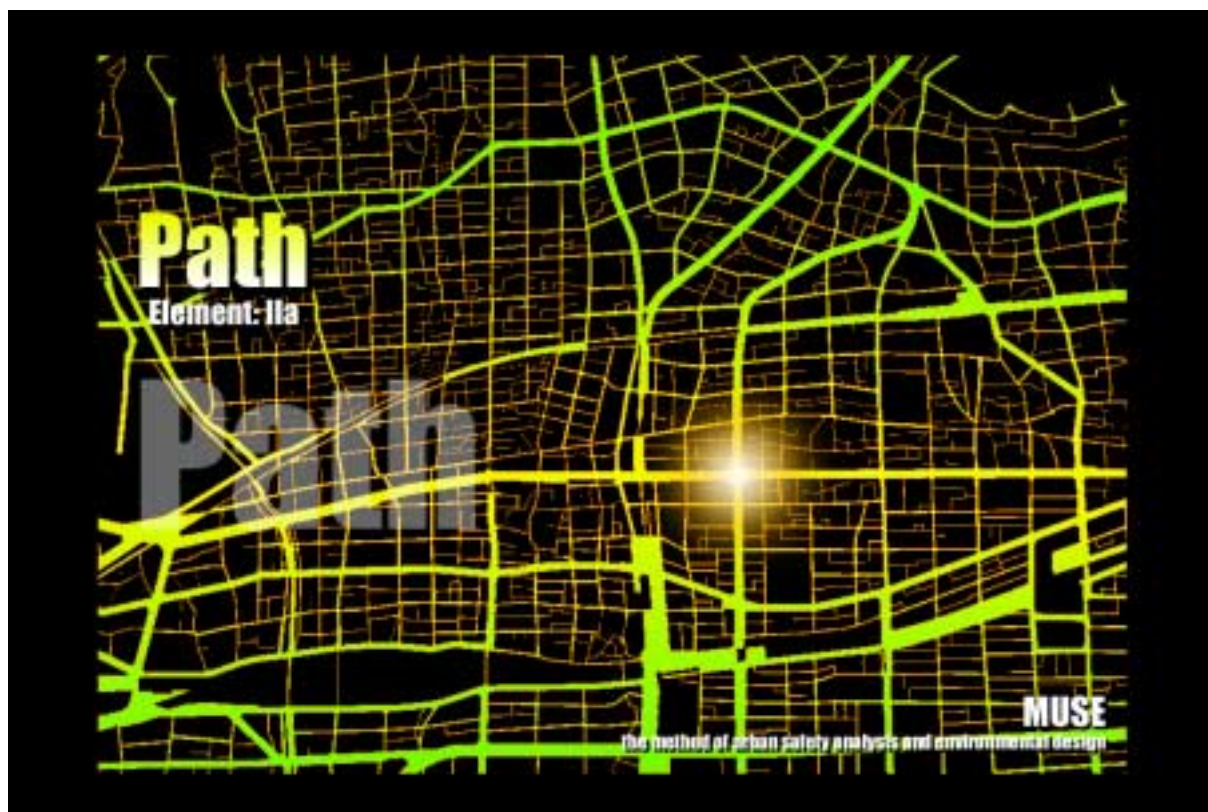 Path
Element: IIa
Path
MUSE
the method of urban safety analysis and environmental design